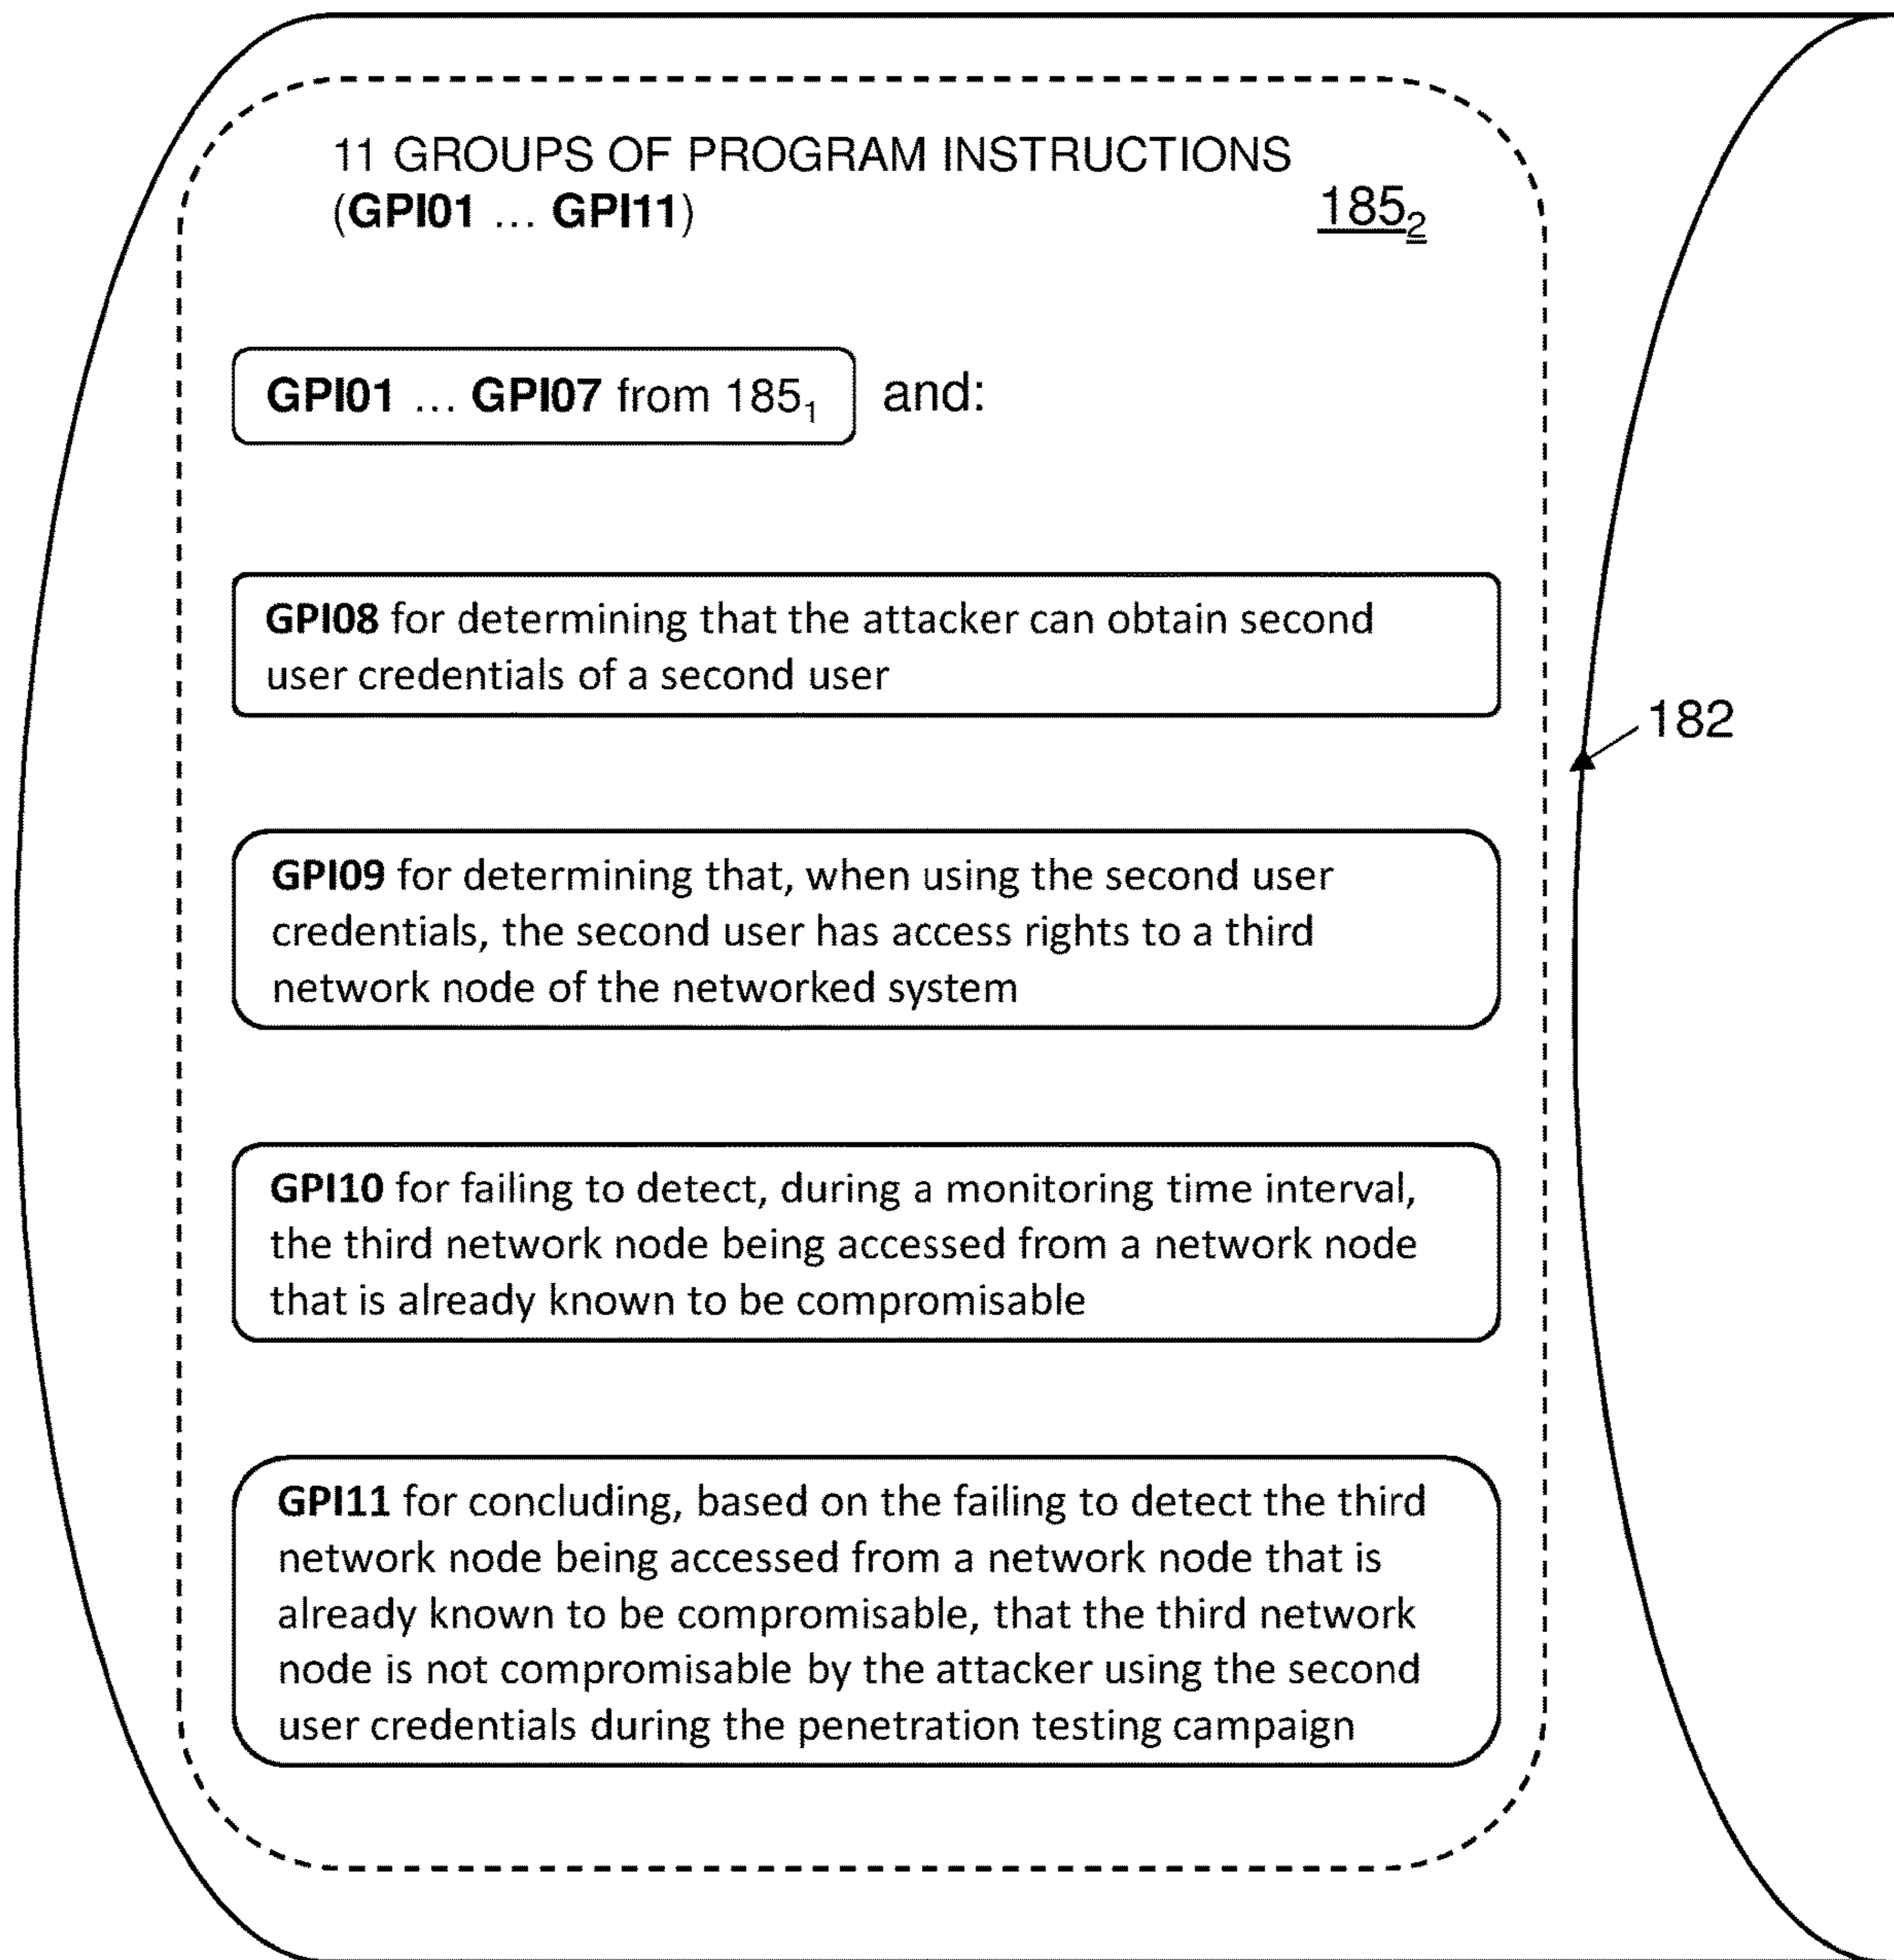 11 GROUPS OF PROGRAM INSTRUCTIONS
(GPI01 ... GPI11) 185₂
GPI01 ... GPI07 from 185₁ and:
GPI08 for determining that the attacker can obtain second
user credentials of a second user
182
GPI09 for determining that, when using the second user
credentials, the second user has access rights to a third
network node of the networked system
GPI10 for failing to detect, during a monitoring time interval,
the third network node being accessed from a network node
that is already known to be compromisable
GPI11 for concluding, based on the failing to detect the third
network node being accessed from a network node that is
already known to be compromisable, that the third network
node is not compromisable by the attacker using the second
user credentials during the penetration testing campaign